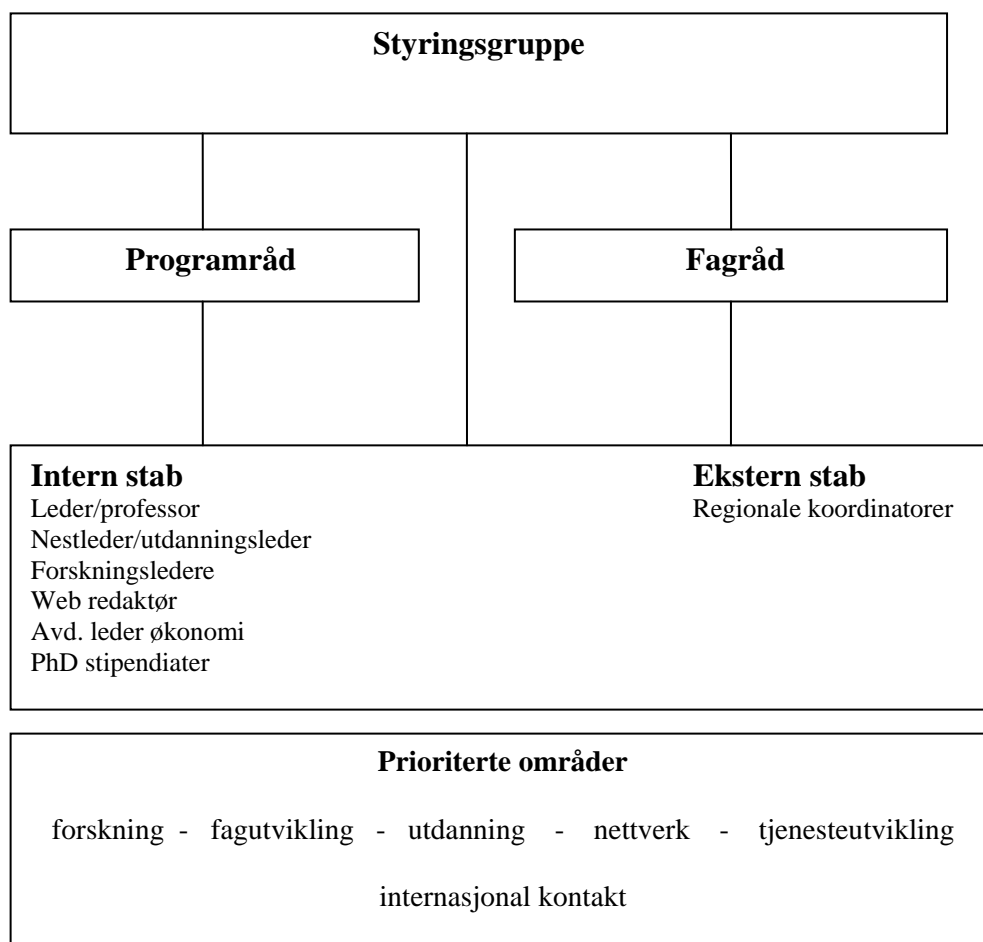 Styringsgruppe
Programråd
Fagråd
Intern stab
Leder/professor
Nestleder/utdanningsleder
Forskningsledere
Web redaktør
Avd. leder økonomi
PhD stipendiater
Ekstern stab
Regionale koordinatorer
Prioriterte områder
forskning - fagutvikling - utdanning - nettverk - tjenesteutvikling
internasjonal kontakt